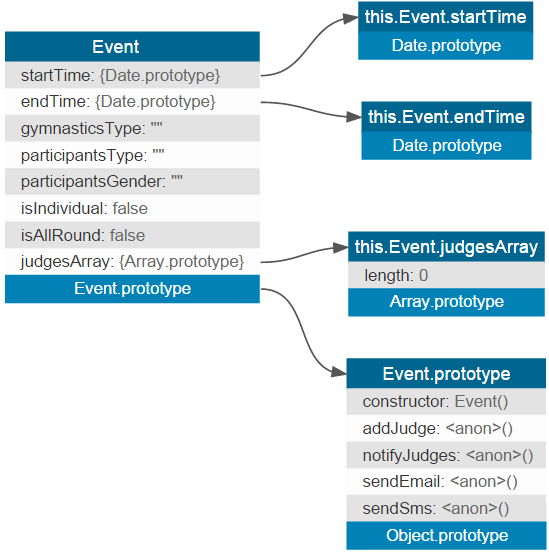 Event
startTime: {Date.prototype}
endTime: {Date.prototype}
gymnasticsType: ""
participantsType: ""
participantsGender: ""
isIndividual: false
isAllRound: false
judgesArray: {Array.prototype}
Event.prototype
this.Event.startTime
Date.prototype
this.Event.endTime
Date.prototype
this.Event.judgesArray
length: 0
Array.prototype
Event.prototype
constructor: Event()
addJudge: <anon>()
notifyJudges: <anon>()
sendEmail: <anon>()
sendSms: <anon>()
Object.prototype